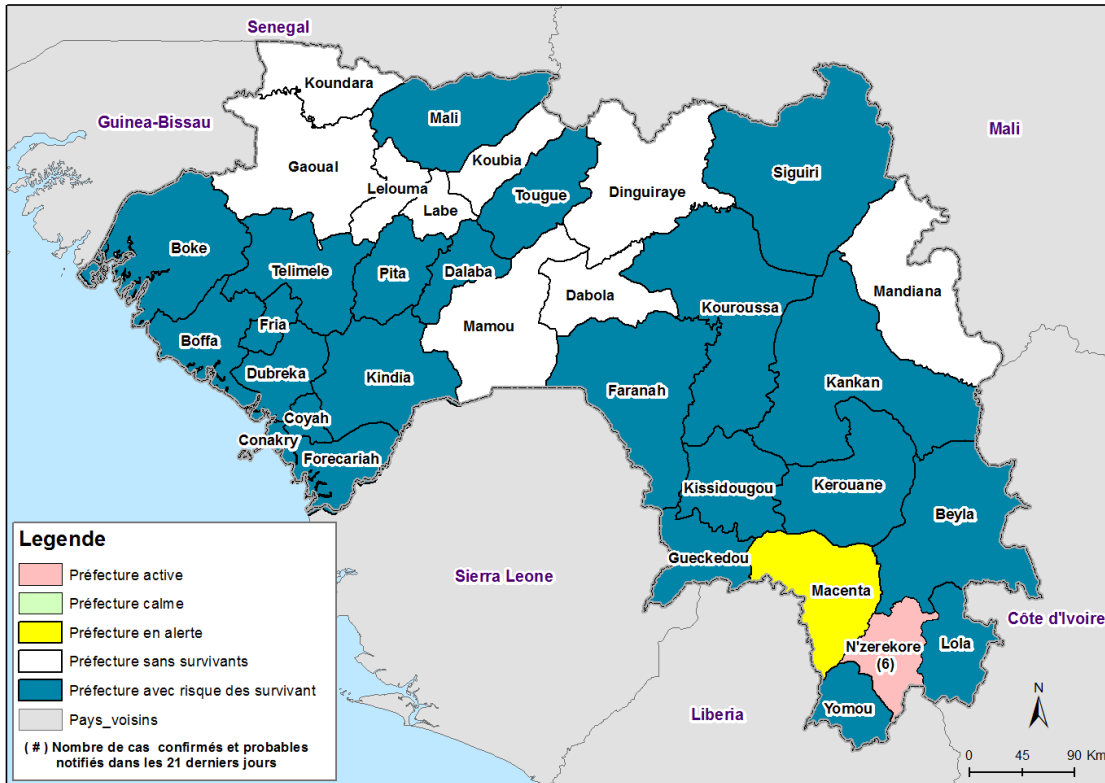 Senegal
Koundara
Guinea-Bissau
Mali
Mali
Koubia
Gaoual
Lelouma
Siguiri
Tougue
Dinguiraye
Labe
Boke
Telimele
Pita
Dalaba
Mandiana
Dabola
Kouroussa
Mamou
Fria
Boffa
Dubreka
Kindia
Faranah
Kankan
Coyah
Conakry
Forecariah
Kissidougou
Kerouane
Beyla
Gueckedou
Sierra Leone
Macenta
Côte d'Ivoire
N'zerekore
(6)
Lola
Yomou
Liberia
Legende
Préfecture active
Préfecture calme
Préfecture en alerte
Préfecture sans survivants
Préfecture avec risque des survivant
Pays_voisins
( # ) Nombre de cas confirmés et probables
notifiés dans les 21 derniers jours
N
0 45 90 Km